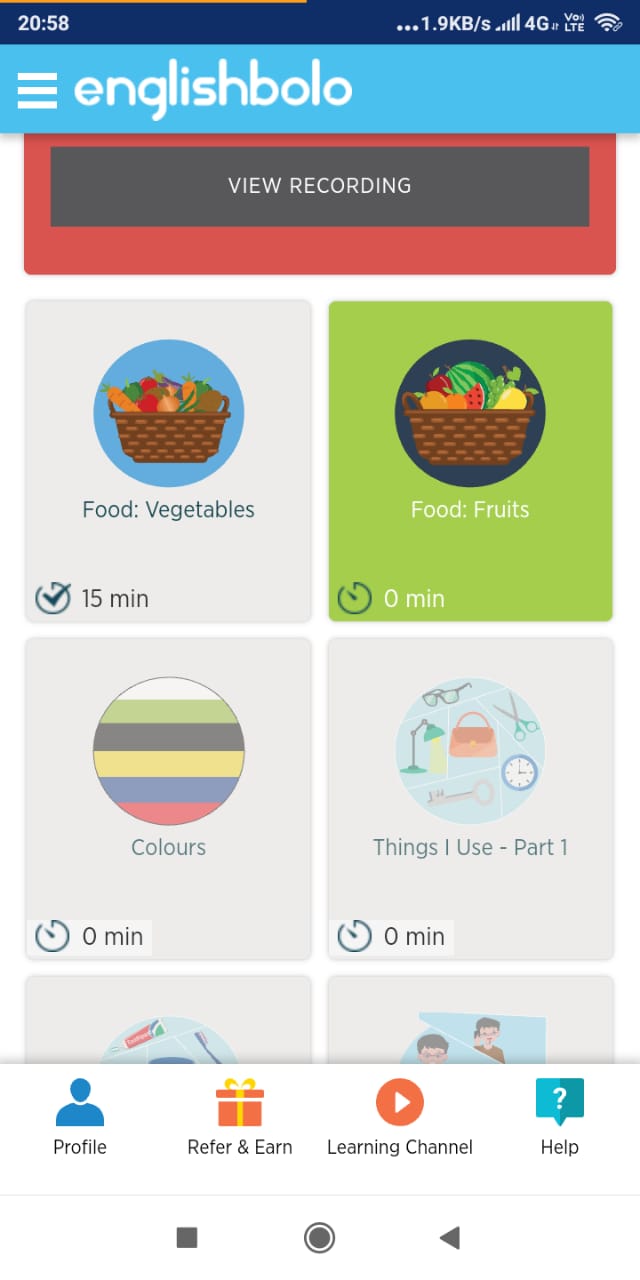 20:58
...1.9KB/s 4G Vo) LTE
englishbolo
VIEW RECORDING
Food: Vegetables
Food: Fruits
15 min
0 min
Colours
Things I Use - Part 1
0 min
0 min
?
Profile
Refer & Earn
Learning Channel
Help